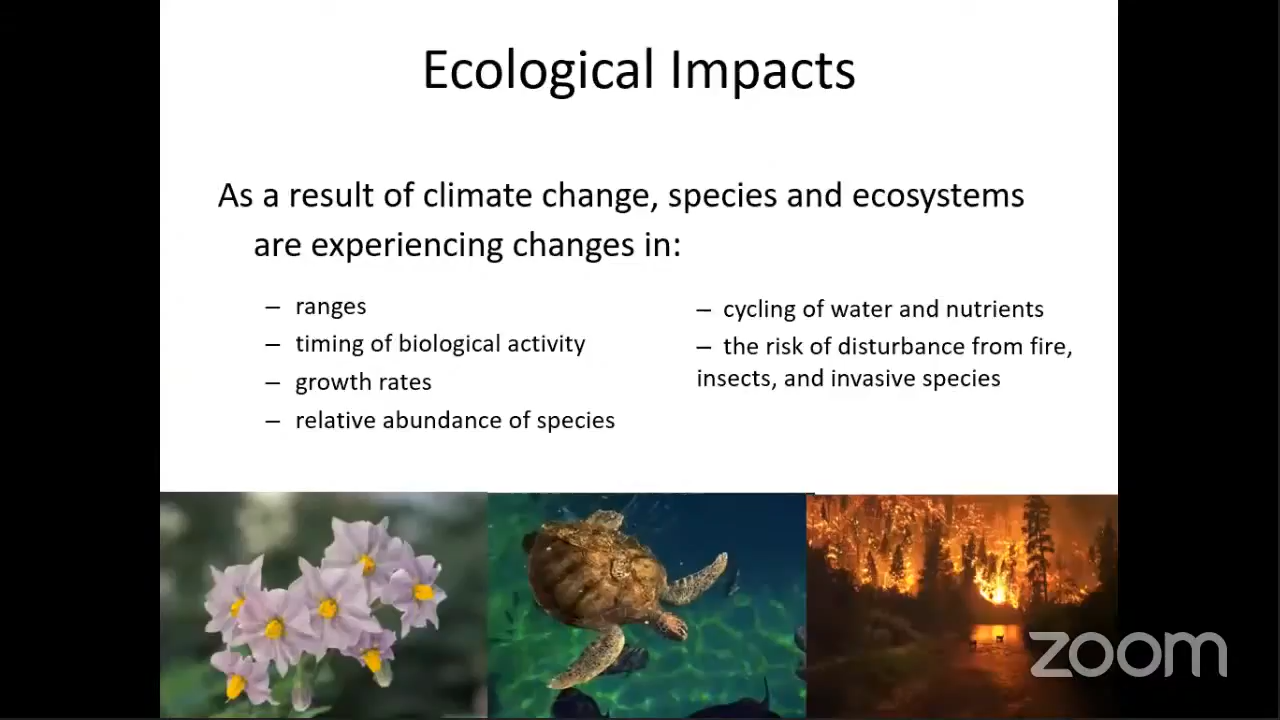 Ecological Impacts
As a result of climate change, species and ecosystems
are experiencing changes in:
– ranges
– timing of biological activity
– growth rates
– relative abundance of species
– cycling of water and nutrients
– the risk of disturbance from fire,
insects, and invasive species
zoom